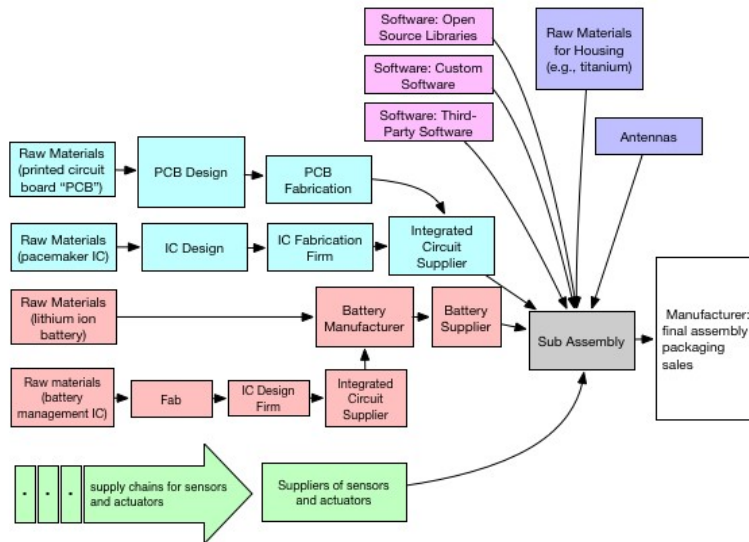 Software: Open
Source Libraries
Software: Custom
Software
Software: Third-
Party Software
Raw Materials
for Housing
(e.g., titanium)
Antennas
Raw Materials
(printed circuit
board “PCB”)
PCB Design
PCB
Fabrication
Raw Materials
(pacemaker IC)
IC Design
IC Fabrication
Firm
Integrated
Circuit
Supplier
Raw Materials
(lithium ion
battery)
Battery
Manufacturer
Battery
Supplier
Sub Assembly
Manufacturer:
final assembly
packaging
sales
Raw materials
(battery
management IC)
Fab
IC Design
Firm
Integrated
Circuit
Supplier
supply chains for sensors
and actuators
Suppliers of sensors
and actuators